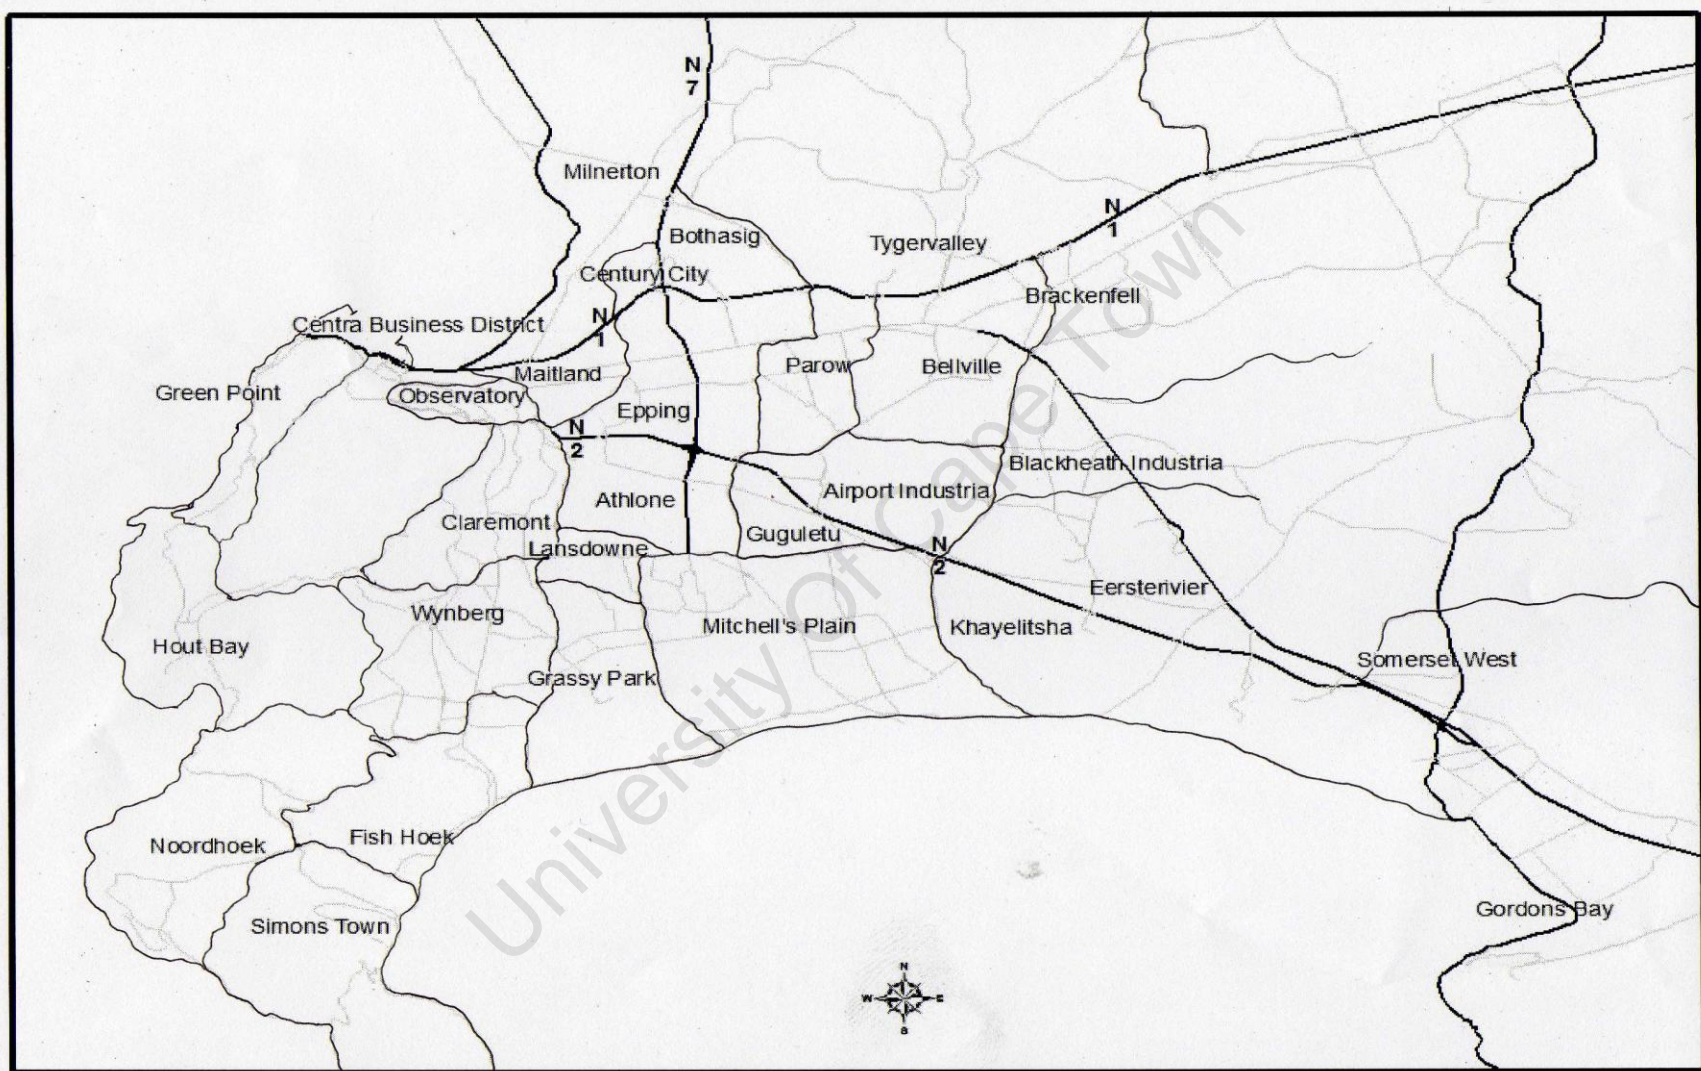 N
7
Milnerton
Bothasig
Tygervalley
N
1
Century City
Brackenfell
Centra Business District
N
1
Maitland
Parow
Bellville
Green Point
Observatory
Epping
N
2
Blackheath Industria
Airport Industria
Athlone
Claremont
Guguletu
Lansdowne
N
2
Eersterivier
Wynberg
Mitchell's Plain
Khayelitsha
Hout Bay
Somerset West
Grassy Park
Noordhoek
Fish Hoek
Gordons Bay
Simons Town
N
W
E
S
University Of Cape Town